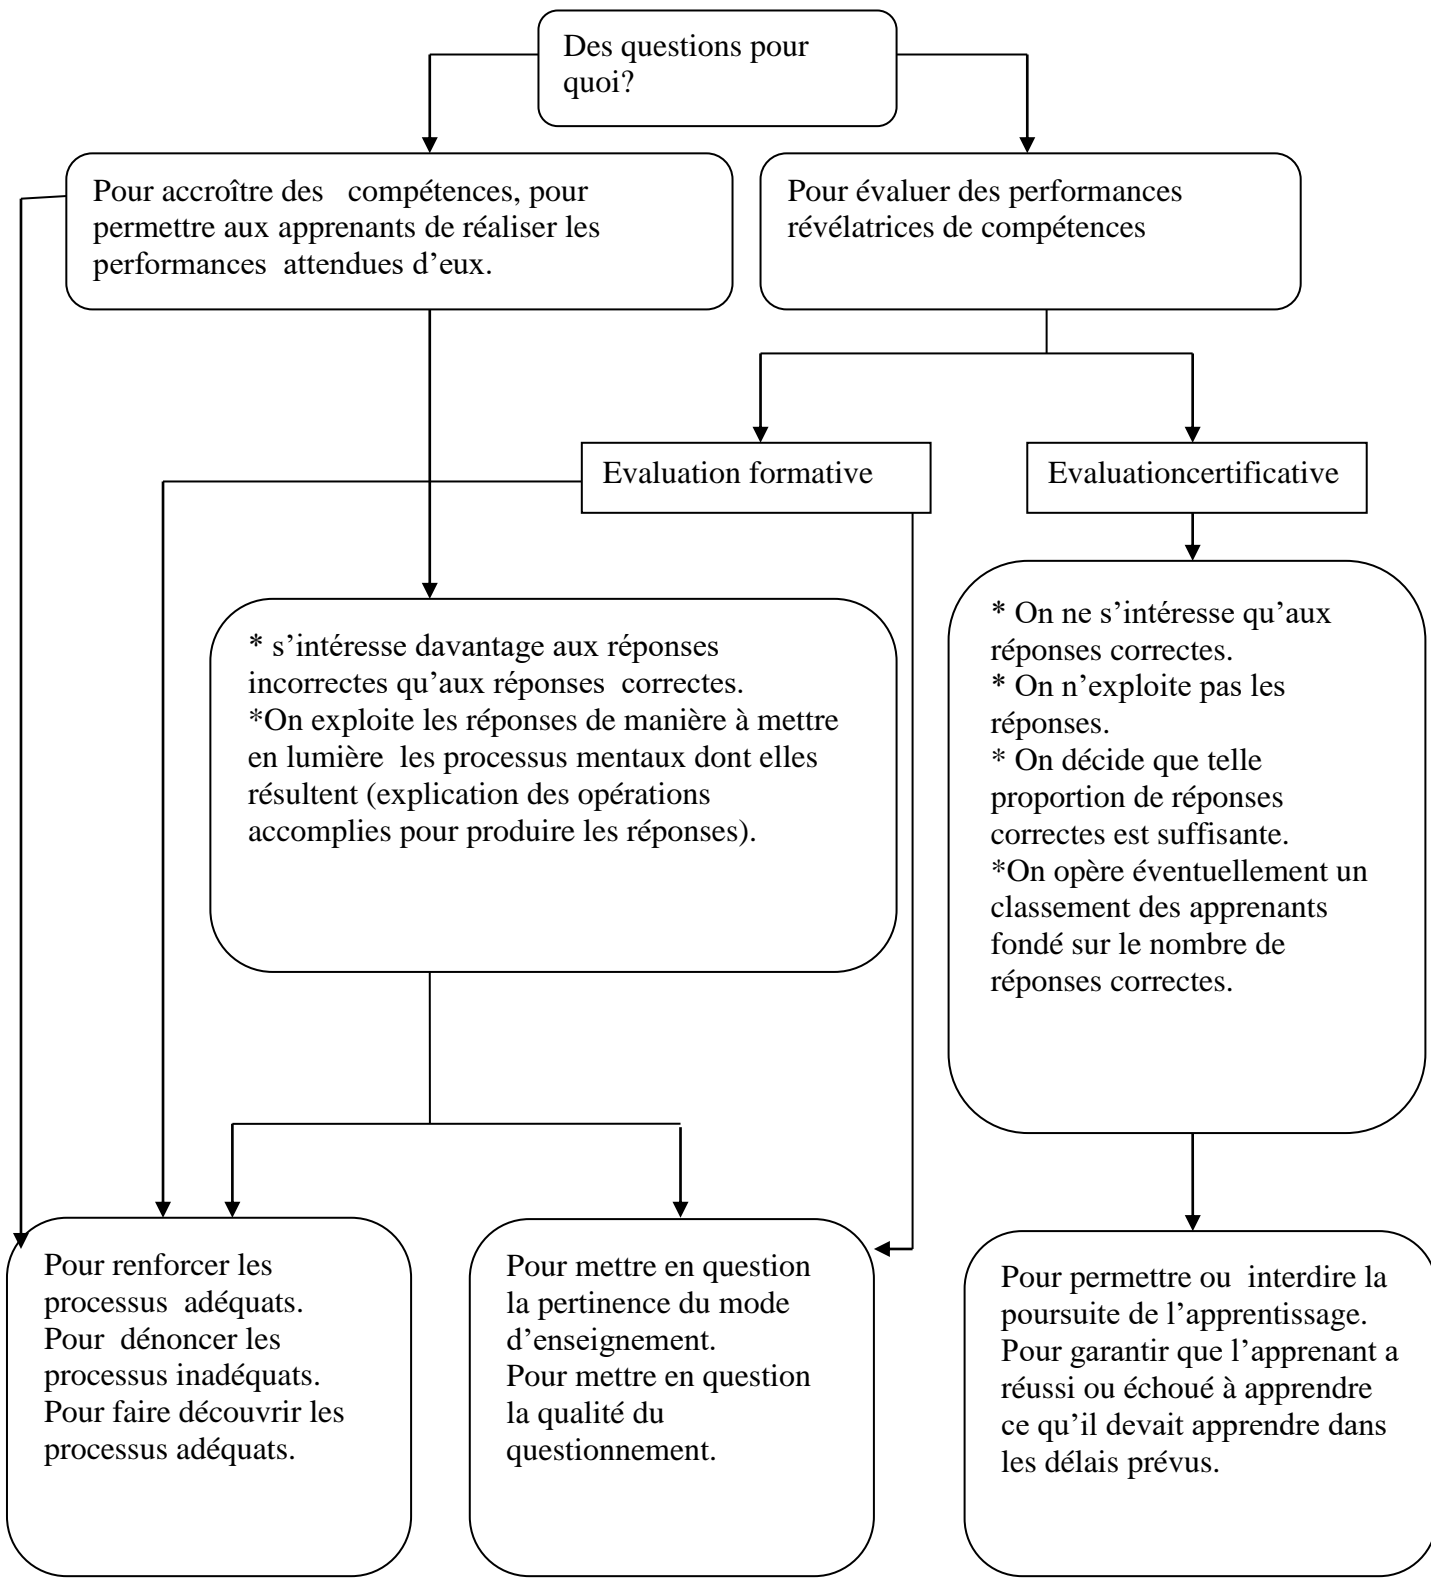 Des questions pour
quoi?
Pour accroître des compétences, pour
permettre aux apprenants de réaliser les
performances attendues d’eux.
Pour évaluer des performances
révélatrices de compétences
Evaluation formative
Evaluationcertificative
* s’intéresse davantage aux réponses
incorrectes qu’aux réponses correctes.
*On exploite les réponses de manière à mettre
en lumière les processus mentaux dont elles
résultent (explication des opérations
accomplies pour produire les réponses).
* On ne s’intéresse qu’aux
réponses correctes.
* On n’exploite pas les
réponses.
* On décide que telle
proportion de réponses
correctes est suffisante.
*On opère éventuellement un
classement des apprenants
fondé sur le nombre de
réponses correctes.
Pour renforcer les
processus adéquats.
Pour dénoncer les
processus inadéquats.
Pour faire découvrir les
processus adéquats.
Pour mettre en question
la pertinence du mode
d’enseignement.
Pour mettre en question
la qualité du
questionnement.
Pour permettre ou interdire la
poursuite de l’apprentissage.
Pour garantir que l’apprenant a
réussi ou échoué à apprendre
ce qu’il devait apprendre dans
les délais prévus.